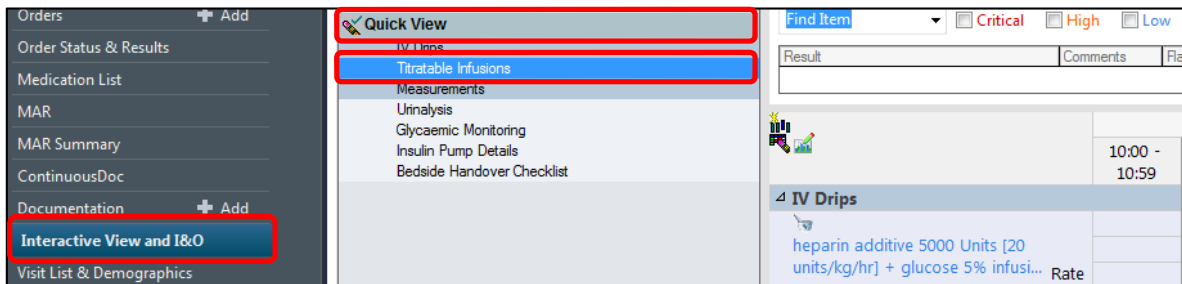 Orders
Add
Order Status & Results
Medication List
MAR
MAR Summary
ContinuousDoc
Documentation
Add
Interactive View and I&O
Visit List & Demographics
Quick View
IV Drips
Titratable Infusions
Measurements
Urinalysis
Glycaemic Monitoring
Insulin Pump Details
Bedside Handover Checklist
Find Item
Critical
High
Low
Result
Comments
Fla
10:00 -
10:59
IV Drips
heparin additive 5000 Units [20
units/kg/hr] + glucose 5% infusi...
Rate